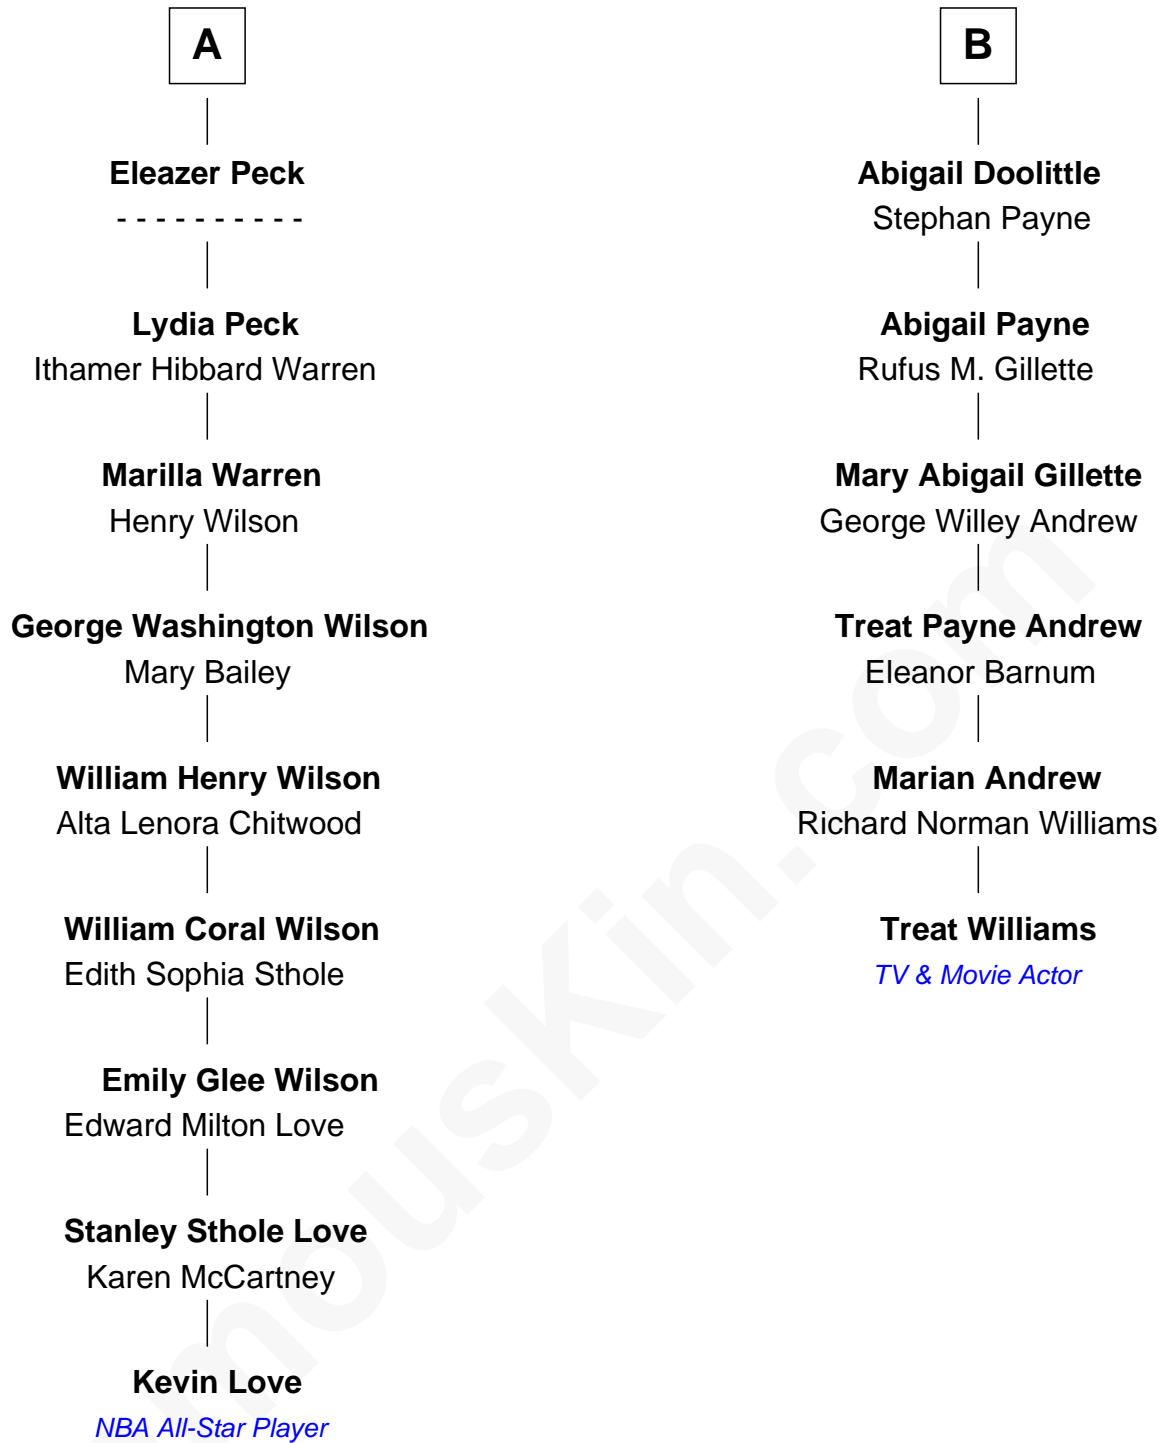 A
Eleazer Peck
- - - - - - - - - -
Lydia Peck
Ithamer Hibbard Warren
Marilla Warren
Henry Wilson
George Washington Wilson
Mary Bailey
William Henry Wilson
Alta Lenora Chitwood
William Coral Wilson
Edith Sophia Sthole
Emily Glee Wilson
Edward Milton Love
Stanley Sthole Love
Karen McCartney
Kevin Love
NBA All-Star Player
B
Abigail Doolittle
Stephan Payne
Abigail Payne
Rufus M. Gillette
Mary Abigail Gillette
George Willey Andrew
Treat Payne Andrew
Eleanor Barnum
Marian Andrew
Richard Norman Williams
Treat Williams
TV & Movie Actor
mouskin.com